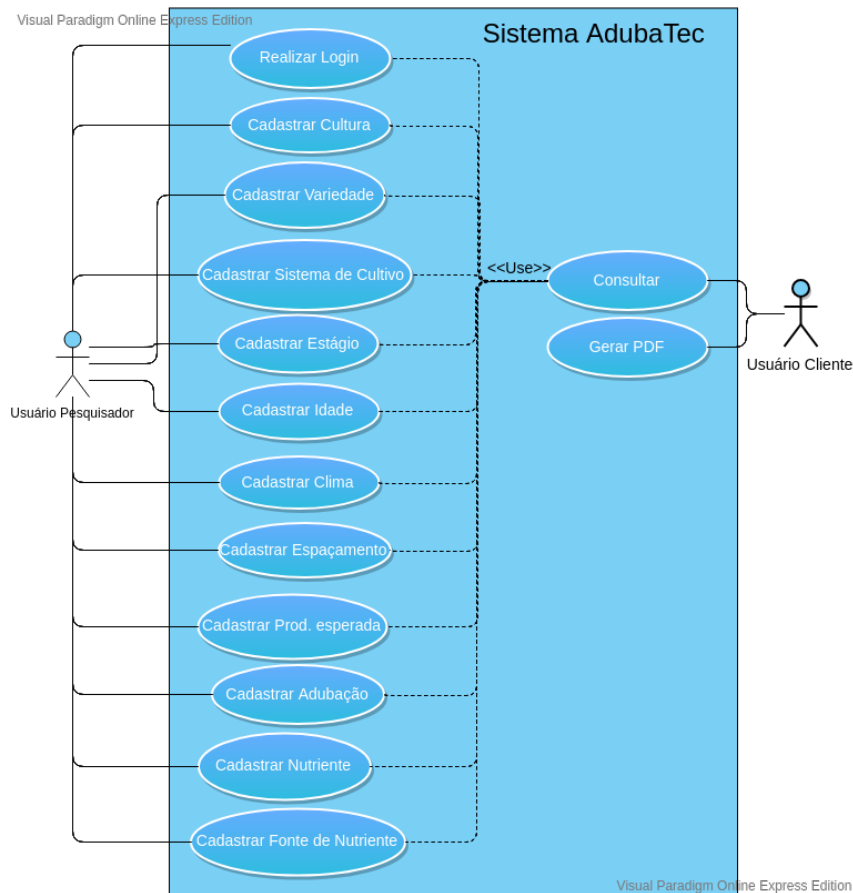 Visual Paradigm Online Express Edition
Sistema AdubaTec
Realizar Login
Cadastrar Cultura
Cadastrar Variedade
Cadastrar Sistema de Cultivo
<<Use>>
Consultar
Cadastrar Estágio
Gerar PDF
Usuário Cliente
Usuário Pesquisador
Cadastrar Idade
Cadastrar Clima
Cadastrar Espaçamento
Cadastrar Prod. esperada
Cadastrar Adubação
Cadastrar Nutriente
Cadastrar Fonte de Nutriente
Visual Paradigm Online Express Edition